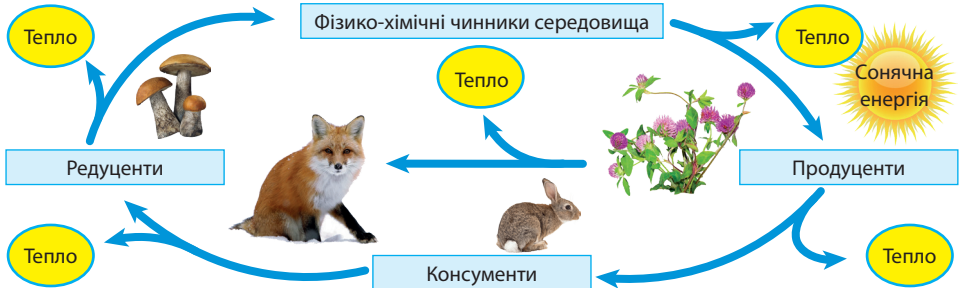 Фізико-хімічні чинники середовища
Тепло
Тепло
Тепло
Сонячна
енергія
Редуценти
Продуценти
Тепло
Тепло
Консументи